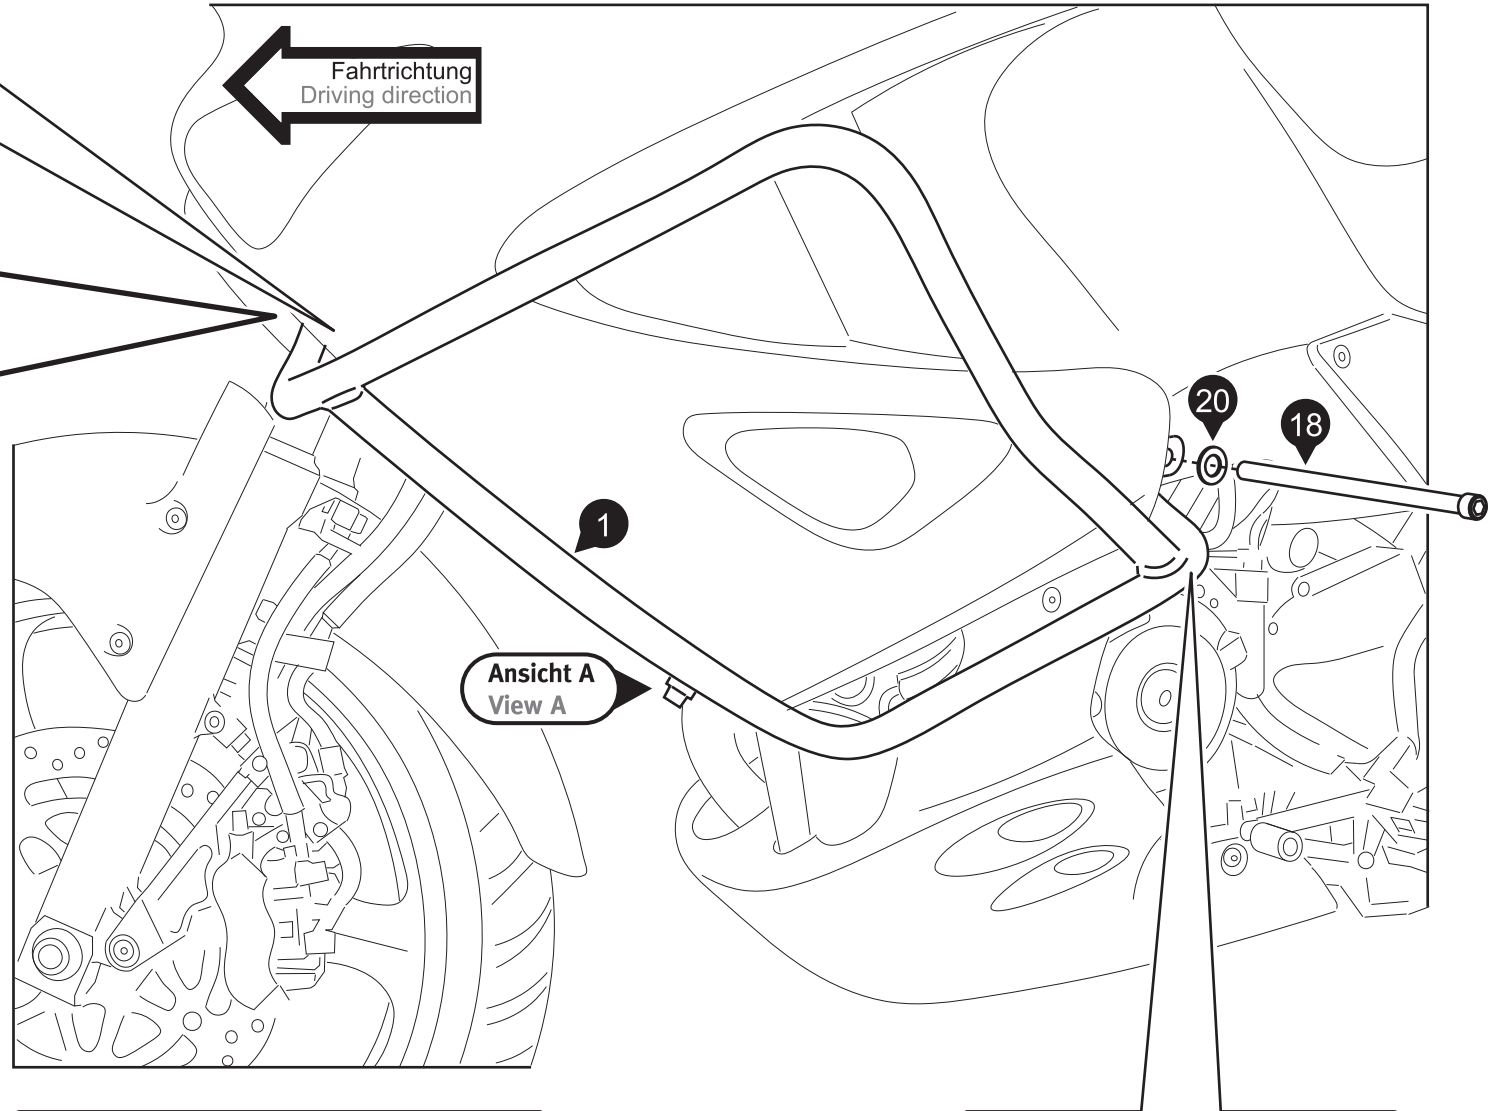 Fahrtrichtung
Driving direction
20
18
1
Ansicht A
View A